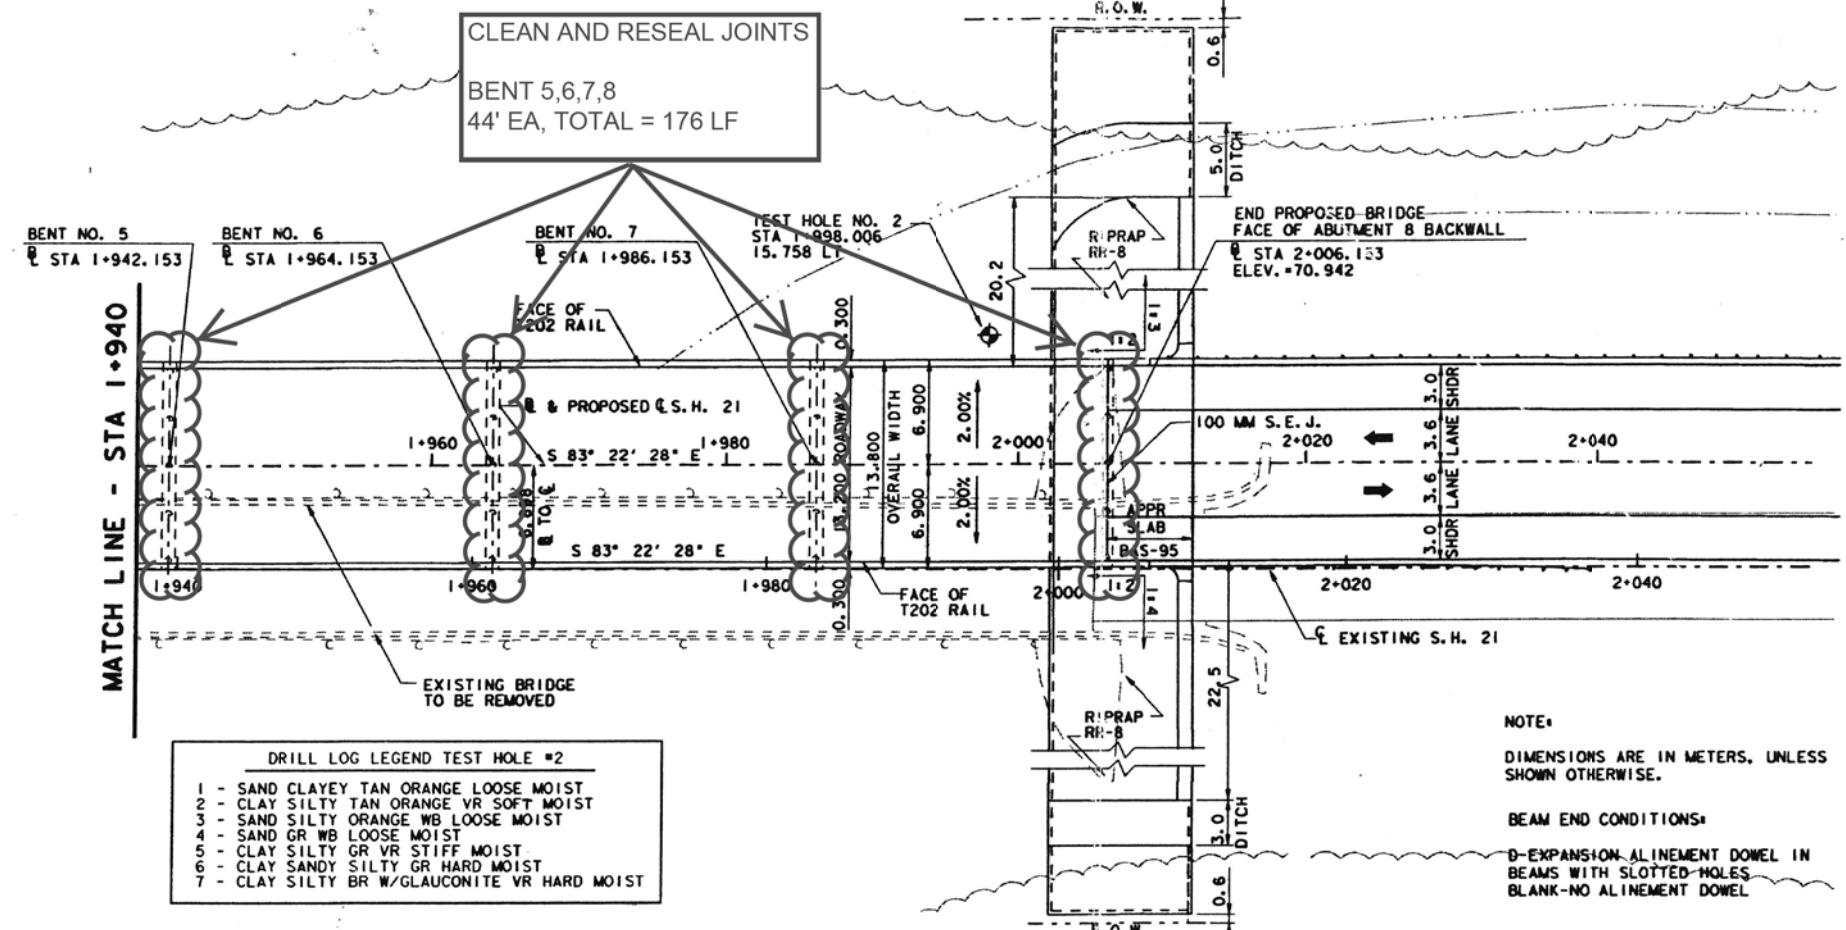 R.O.W.
0.6
CLEAN AND RESEAL JOINTS
BENT 5,6,7,8
44' EA, TOTAL = 176 LF
5.0
DITCH
BENT NO. 5
℄ STA 1+942.153
BENT NO. 6
℄ STA 1+964.153
BENT NO. 7
℄ STA 1+986.153
TEST HOLE NO. 2
STA 1+998.006
15.758 LT
RIPRAP
RR-8
END PROPOSED BRIDGE
FACE OF ABUTMENT 8 BACKWALL
STA 2+006.153
ELEV.=70.942
20.2
1:3
FACE OF
T202 RAIL
0.300
1:2
MATCH LINE - STA 1+940
& PROPOSED ℄ S.H. 21
1+960
S 83° 22' 28" E
1+980
13.200 ROADWAY
13.800
OVERALL WIDTH
6.900
2.00%
6.900
2.00%
2+000
100 MM S.E.J.
2+020
2+040
3.0
SHDR
3.6
LANE
3.6
LANE
3.0
SHDR
TO ℄
S 83° 22' 28" E
APPR
SLAB
BAS-95
1+940
1+960
1+980
2+000
1:2
2+020
2+040
0.300
FACE OF
T202 RAIL
1:4
℄ EXISTING S.H. 21
EXISTING BRIDGE
TO BE REMOVED
22.5
RIPRAP
RR-8
DRILL LOG LEGEND TEST HOLE #2
1 - SAND CLAYEY TAN ORANGE LOOSE MOIST
2 - CLAY SILTY TAN ORANGE VR SOFT MOIST
3 - SAND SILTY ORANGE WB LOOSE MOIST
4 - SAND GR WB LOOSE MOIST
5 - CLAY SILTY GR VR STIFF MOIST
6 - CLAY SANDY SILTY GR HARD MOIST
7 - CLAY SILTY BR W/GLAUCONITE VR HARD MOIST
3.0
DITCH
0.6
R.O.W.
NOTE:
DIMENSIONS ARE IN METERS, UNLESS
SHOWN OTHERWISE.
BEAM END CONDITIONS:
D-EXPANSION ALINEMENT DOWEL IN
BEAMS WITH SLOTTED HOLES
BLANK-NO ALINEMENT DOWEL